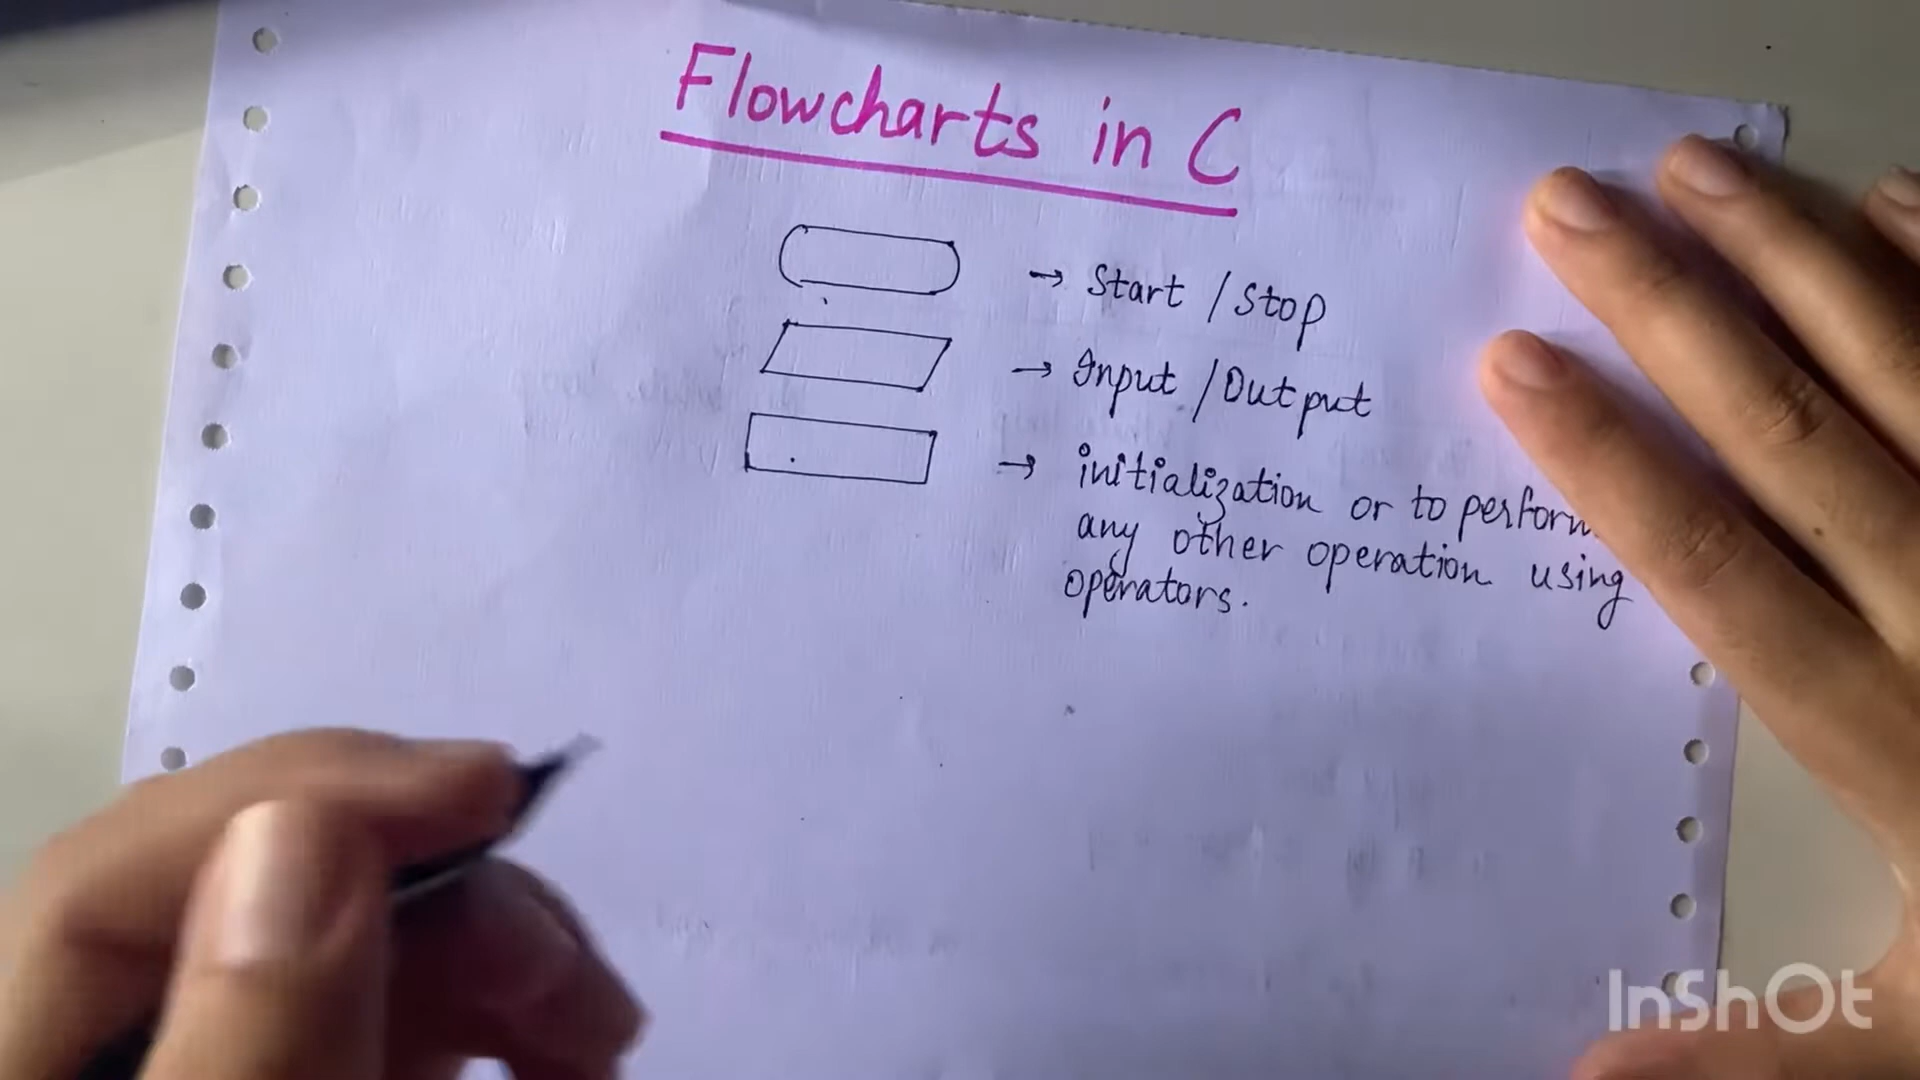 Flowcharts in C
→ Start / Stop
→ Input / Output
→ initialization or to perform
any other operation using
operators.
InShOt